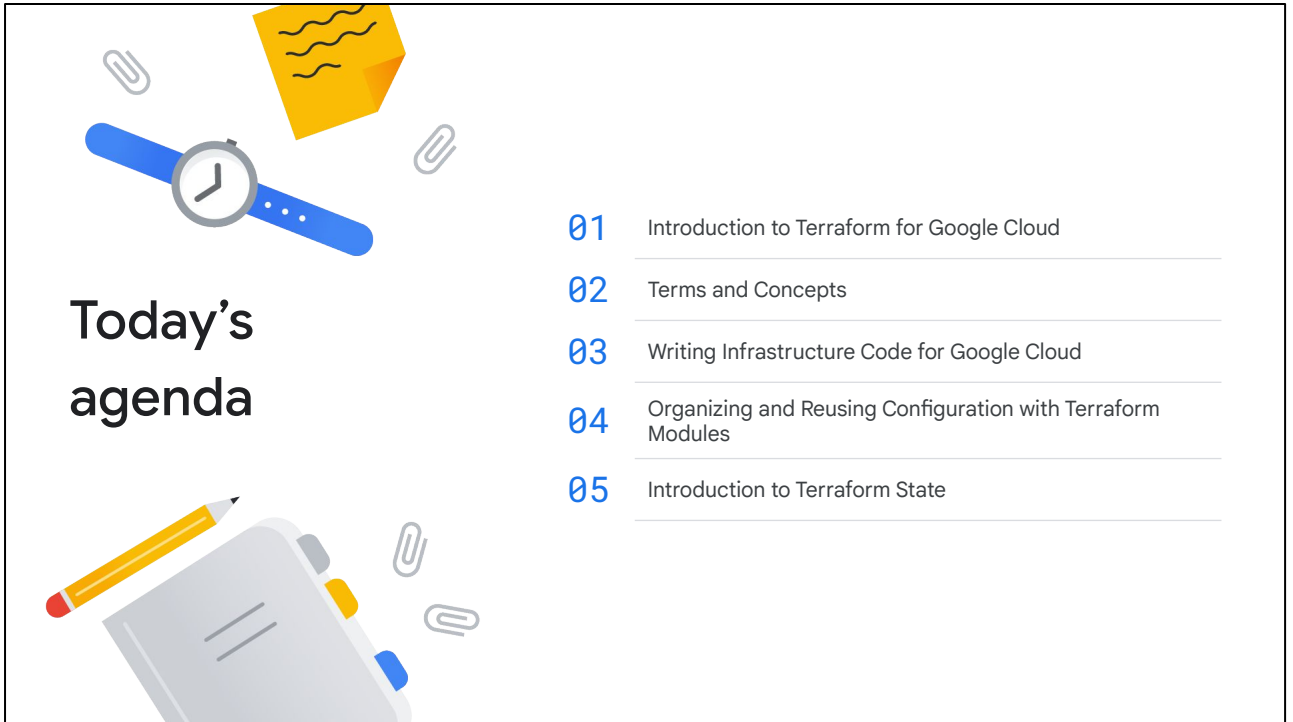 Today’s
agenda
01 Introduction to Terraform for Google Cloud
02 Terms and Concepts
03 Writing Infrastructure Code for Google Cloud
04 Organizing and Reusing Configuration with Terraform
Modules
05 Introduction to Terraform State